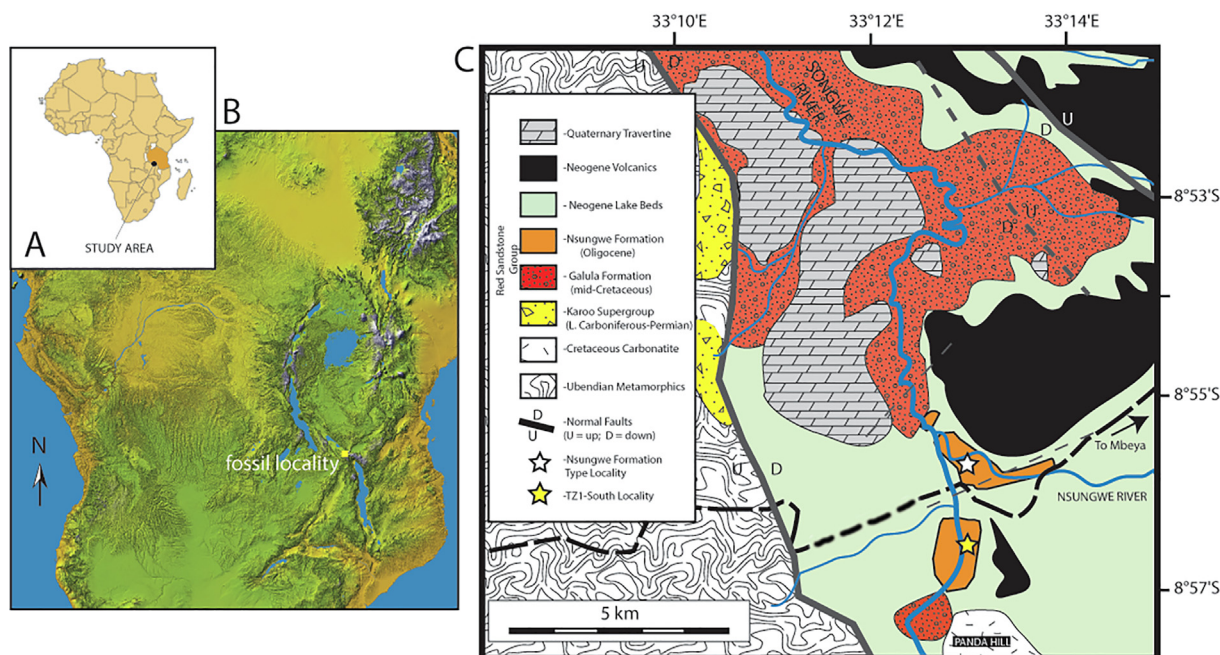 A
STUDY AREA
B
N
fossil locality
C
33°10'
33°12'
33°14'
8°53'S
8°55'S
8°57'S
U D
SONGWE
RIVER
D U
D U
U D
To Mbeya
NSUNGWE RIVER
PANDA HILL
Red Sandstone
Group
-Quaternary Travertine
-Neogene Volcanics
- Neogene Lake Beds
-Nsungwe Formation
(Oligocene)
- Galula Formation
(mid-Cretaceous)
-Karoo Supergroup
(L. Carboniferous-Permian)
-Cretaceous Carbonatite
-Ubendian Metamorphics
D
U
-Normal Faults
(U = up; D = down)
-Nsungwe Formation
Type Locality
-TZ1-South Locality
5 km